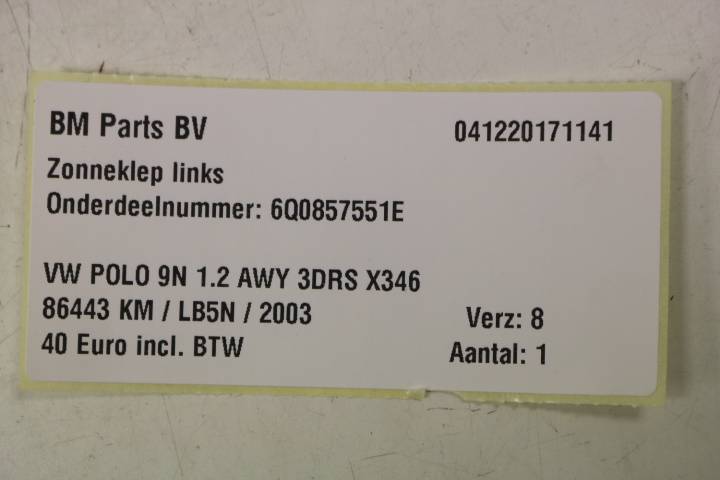 BM Parts BV 041220171141
Zonneklep links
Onderdeelnummer: 6Q0857551E
VW POLO 9N 1.2 AWY 3DRS X346
86443 KM / LB5N / 2003 Verz: 8
40 Euro incl. BTW Aantal: 1